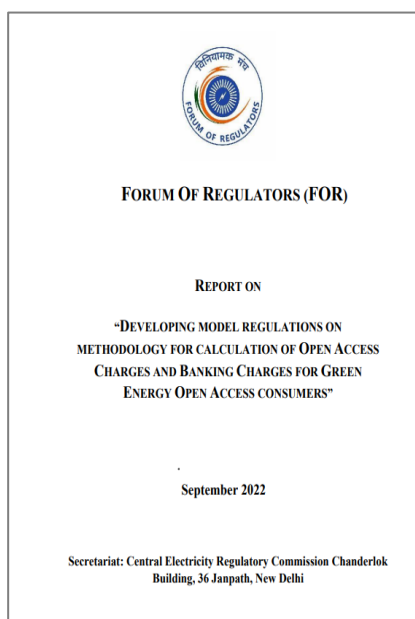 विनियामक मंच
FORUM OF REGULATORS
FORUM OF REGULATORS (FOR)
REPORT ON
“DEVELOPING MODEL REGULATIONS ON
METHODOLOGY FOR CALCULATION OF OPEN ACCESS
CHARGES AND BANKING CHARGES FOR GREEN
ENERGY OPEN ACCESS CONSUMERS”
.
September 2022
Secretariat: Central Electricity Regulatory Commission Chanderlok
Building, 36 Janpath, New Delhi